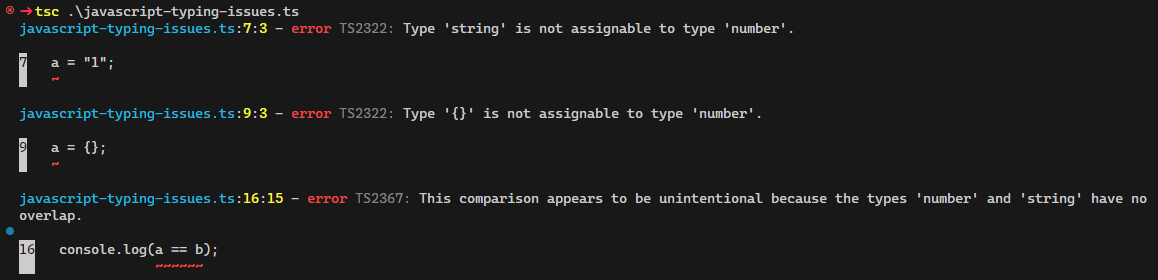 ➜tsc .\javascript-typing-issues.ts
javascript-typing-issues.ts:7:3 - error TS2322: Type 'string' is not assignable to type 'number'.
7   a = "1";
~
javascript-typing-issues.ts:9:3 - error TS2322: Type '{}' is not assignable to type 'number'.
9   a = {};
~
javascript-typing-issues.ts:16:15 - error TS2367: This comparison appears to be unintentional because the types 'number' and 'string' have no
overlap.
16   console.log(a == b);
~~~~~~